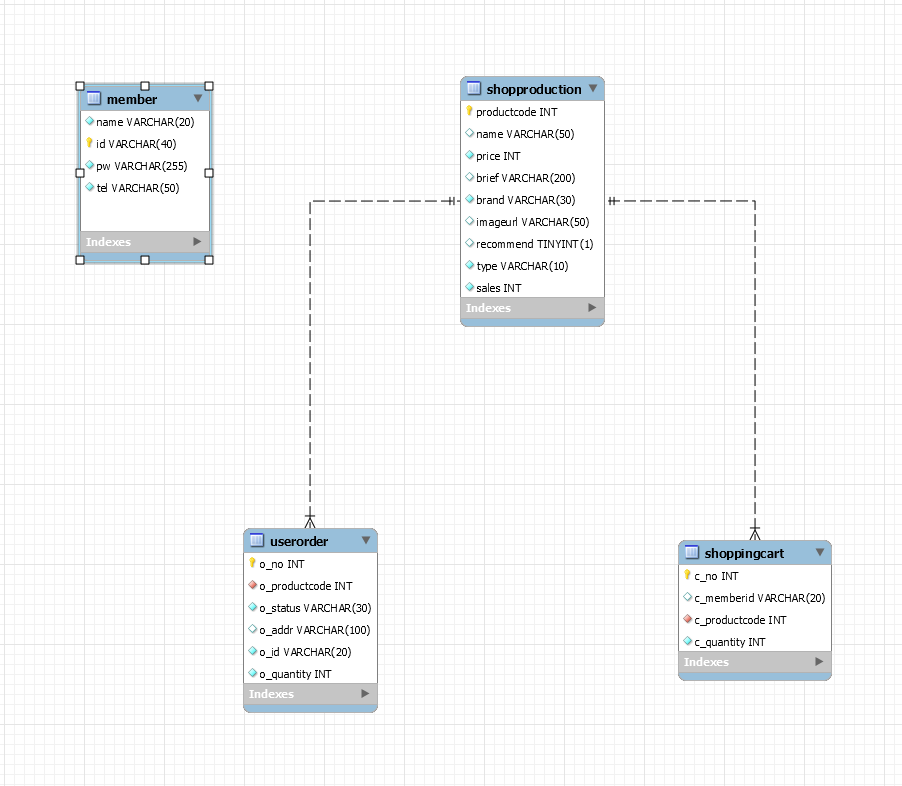 member
name VARCHAR(20)
id VARCHAR(40)
pw VARCHAR(255)
tel VARCHAR(50)
Indexes
shopproduction
productcode INT
name VARCHAR(50)
price INT
brief VARCHAR(200)
brand VARCHAR(30)
imageurl VARCHAR(50)
recommend TINYINT(1)
type VARCHAR(10)
sales INT
Indexes
userorder
o_no INT
o_productcode INT
o_status VARCHAR(30)
o_addr VARCHAR(100)
o_id VARCHAR(20)
o_quantity INT
Indexes
shoppingcart
c_no INT
c_memberid VARCHAR(20)
c_productcode INT
c_quantity INT
Indexes